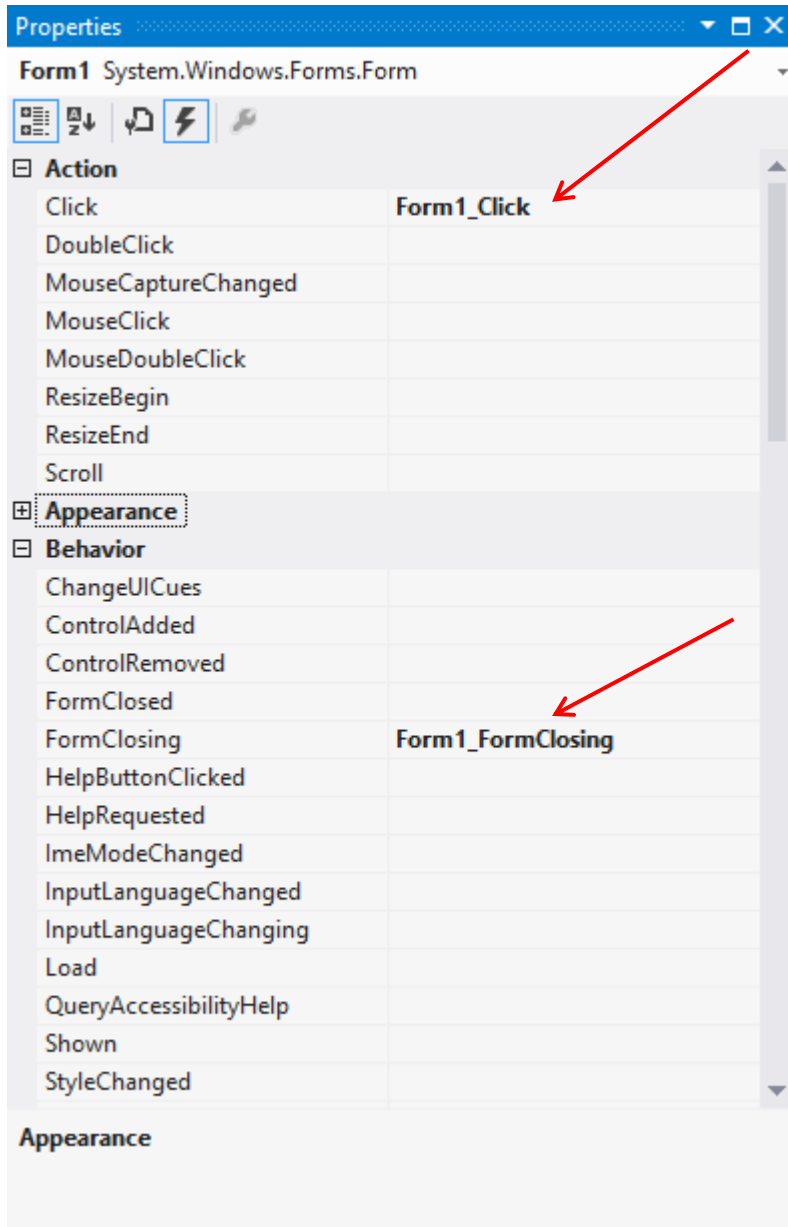 Properties
Form1 System.Windows.Forms.Form
Action
Click Form1_Click
DoubleClick
MouseCaptureChanged
MouseClick
MouseDoubleClick
ResizeBegin
ResizeEnd
Scroll
Appearance
Behavior
ChangeUICues
ControlAdded
ControlRemoved
FormClosed
FormClosing Form1_FormClosing
HelpButtonClicked
HelpRequested
ImeModeChanged
InputLanguageChanged
InputLanguageChanging
Load
QueryAccessibilityHelp
Shown
StyleChanged
Appearance